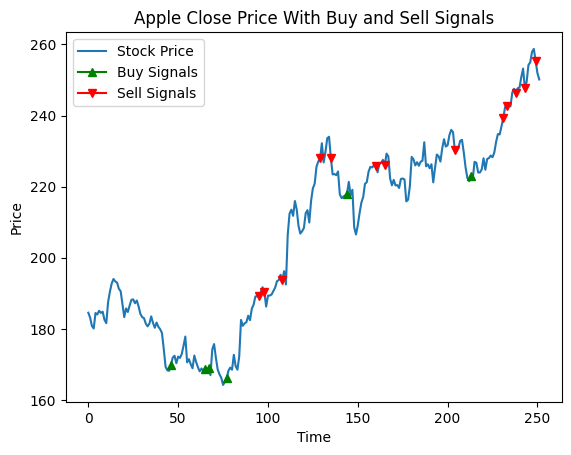 Apple Close Price With Buy and Sell Signals
Stock Price
Buy Signals
Sell Signals
260
240
220
200
180
160
Price
0 50 100 150 200 250
Time